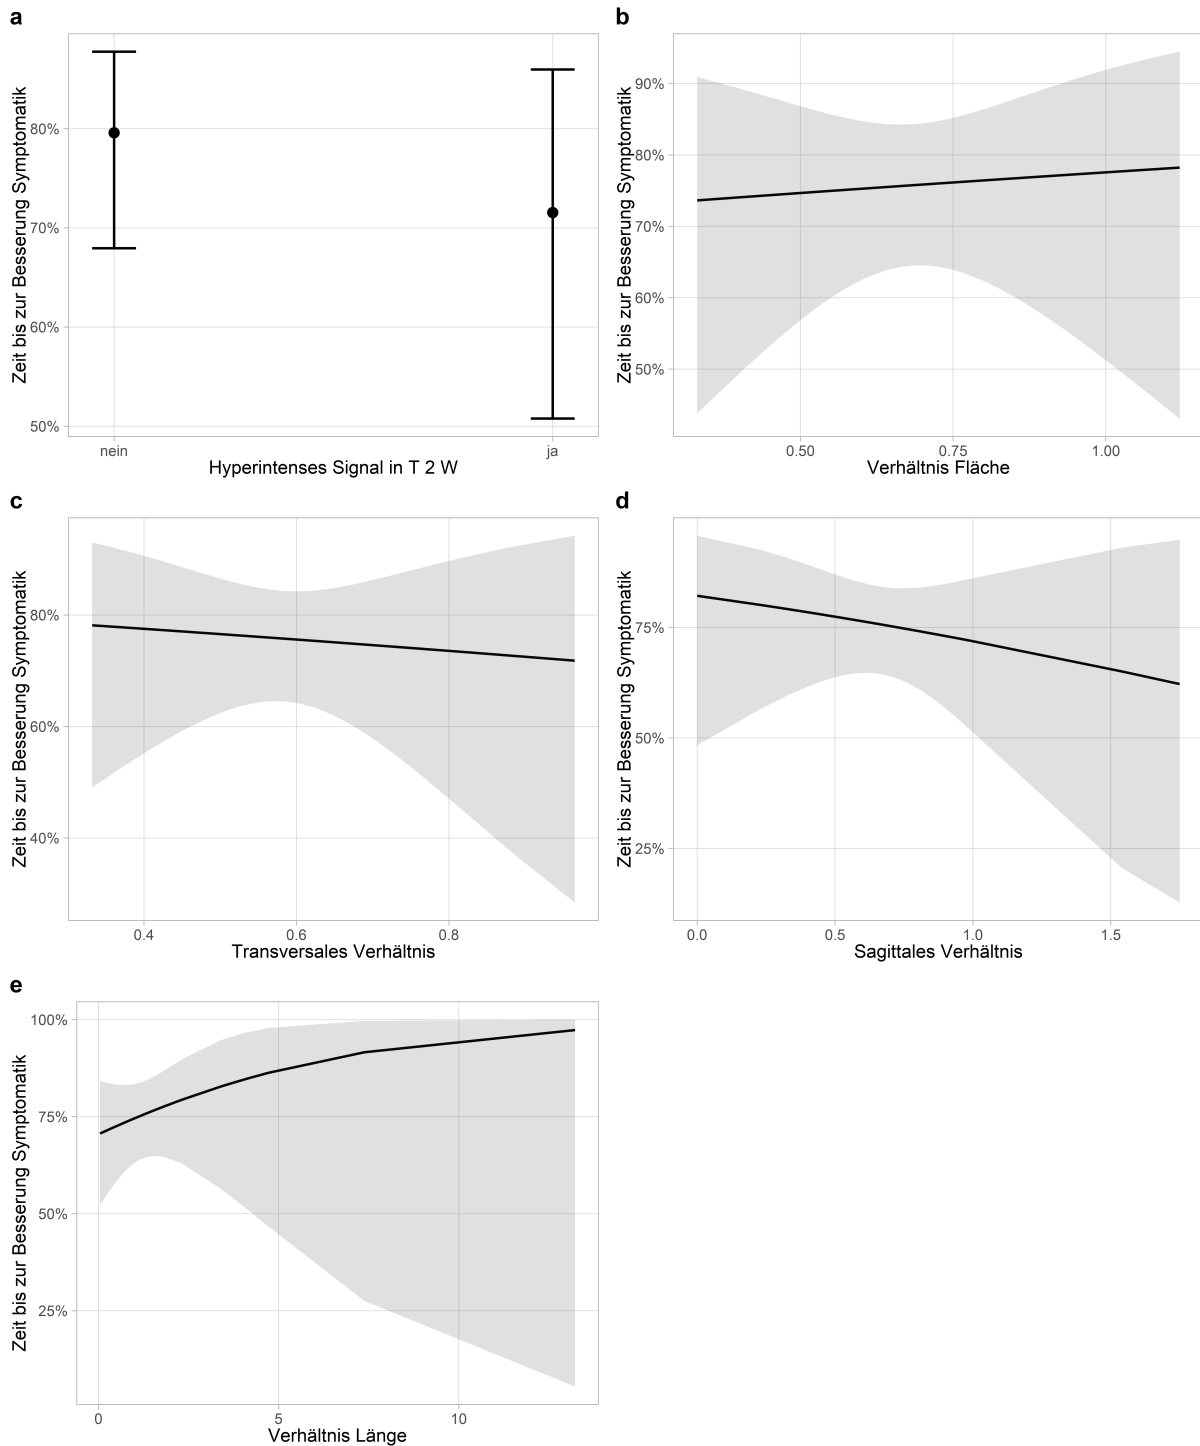 a
Zeit bis zur Besserung Symptomatik
80%
70%
60%
50%
nein
ja
Hyperintenses Signal in T 2 W
b
Zeit bis zur Besserung Symptomatik
90%
80%
70%
60%
50%
0.50
0.75
1.00
Verhältnis Fläche
c
Zeit bis zur Besserung Symptomatik
80%
60%
40%
0.4
0.6
0.8
Transversales Verhältnis
d
Zeit bis zur Besserung Symptomatik
75%
50%
25%
0.0
0.5
1.0
1.5
Sagittales Verhältnis
e
Zeit bis zur Besserung Symptomatik
100%
75%
50%
25%
0
5
10
Verhältnis Länge